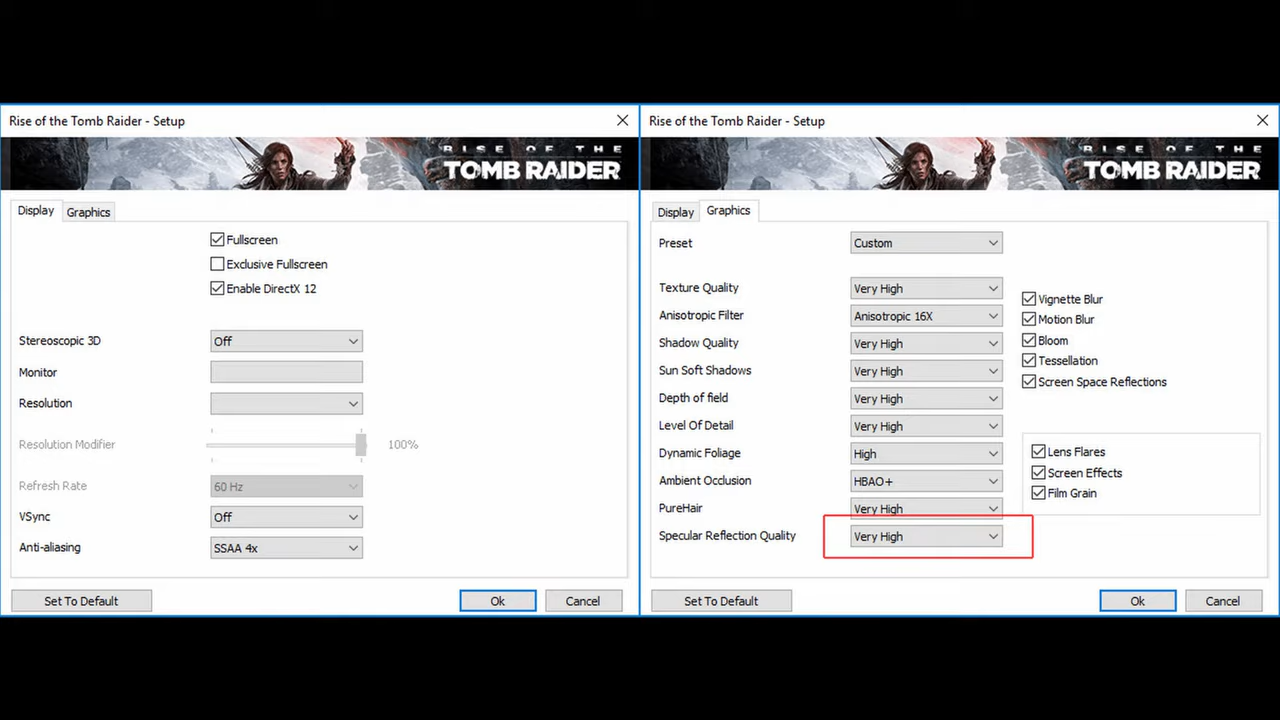 Rise of the Tomb Raider - Setup
RISE OF THE
TOMB RAIDER
Display
Graphics
Fullscreen
Exclusive Fullscreen
Enable DirectX 12
Stereoscopic 3D
Off
Monitor
Resolution
Resolution Modifier
100%
Refresh Rate
60 Hz
VSync
Off
Anti-aliasing
SSAA 4x
Set To Default
Ok
Cancel
Rise of the Tomb Raider - Setup
RISE OF THE
TOMB RAIDER
Display
Graphics
Preset
Custom
Texture Quality
Very High
Anisotropic Filter
Anisotropic 16X
Shadow Quality
Very High
Sun Soft Shadows
Very High
Depth of field
Very High
Level Of Detail
Very High
Dynamic Foliage
High
Ambient Occlusion
HBAO+
PureHair
Very High
Specular Reflection Quality
Very High
Vignette Blur
Motion Blur
Bloom
Tessellation
Screen Space Reflections
Lens Flares
Screen Effects
Film Grain
Set To Default
Ok
Cancel